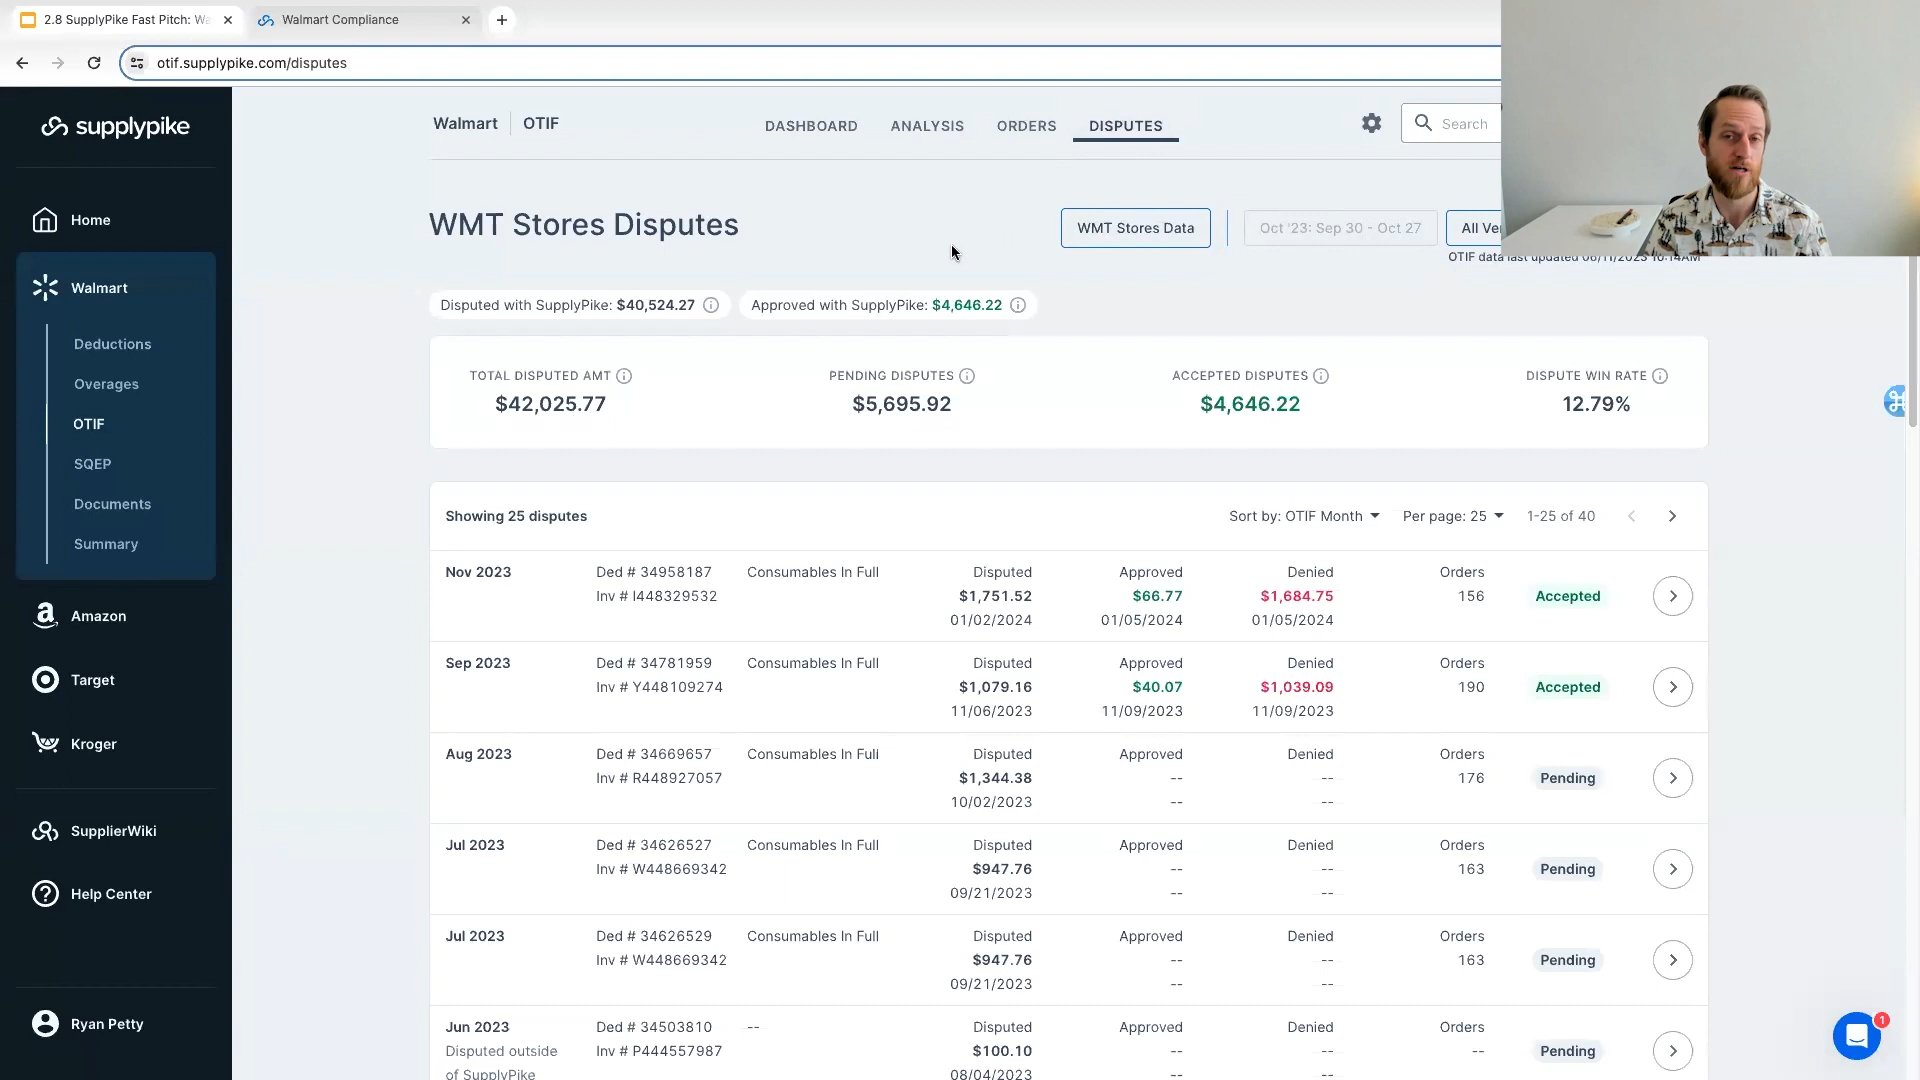 2.8 SupplyPike Fast Pitch: Wa
Walmart Compliance
otif.supplypike.com/disputes
supplypike
Home
Walmart
Deductions
Overages
OTIF
SQEP
Documents
Summary
Amazon
Target
Kroger
SupplierWiki
Help Center
Ryan Petty
Walmart OTIF
DASHBOARD ANALYSIS ORDERS DISPUTES
Search
WMT Stores Disputes
WMT Stores Data
Oct '23: Sep 30 - Oct 27
All Ve
OTIF data last updated 10:14AM
Disputed with SupplyPike: $40,524.27
Approved with SupplyPike: $4,646.22
TOTAL DISPUTED AMT PENDING DISPUTES ACCEPTED DISPUTES DISPUTE WIN RATE
$42,025.77 $5,695.92 $4,646.22 12.79%
Showing 25 disputes Sort by: OTIF Month Per page: 25 1-25 of 40
Nov 2023 Ded # 34958187 Consumables In Full Disputed Approved Denied Orders
Inv # I448329532 $1,751.52 $66.77 $1,684.75 156 Accepted
01/02/2024 01/05/2024 01/05/2024
Sep 2023 Ded # 34781959 Consumables In Full Disputed Approved Denied Orders
Inv # Y448109274 $1,079.16 $40.07 $1,039.09 190 Accepted
11/06/2023 11/09/2023 11/09/2023
Aug 2023 Ded # 34669657 Consumables In Full Disputed Approved Denied Orders
Inv # R448927057 $1,344.38 -- -- 176 Pending
10/02/2023 -- --
Jul 2023 Ded # 34626527 Consumables In Full Disputed Approved Denied Orders
Inv # W448669342 $947.76 -- -- 163 Pending
09/21/2023 -- --
Jul 2023 Ded # 34626529 Consumables In Full Disputed Approved Denied Orders
Inv # W448669342 $947.76 -- -- 163 Pending
09/21/2023 -- --
Jun 2023 Ded # 34503810 -- Disputed Approved Denied Orders
Disputed outside Inv # P444557987 $100.10 -- -- -- Pending
of SupplyPike 08/04/2023 -- --
1